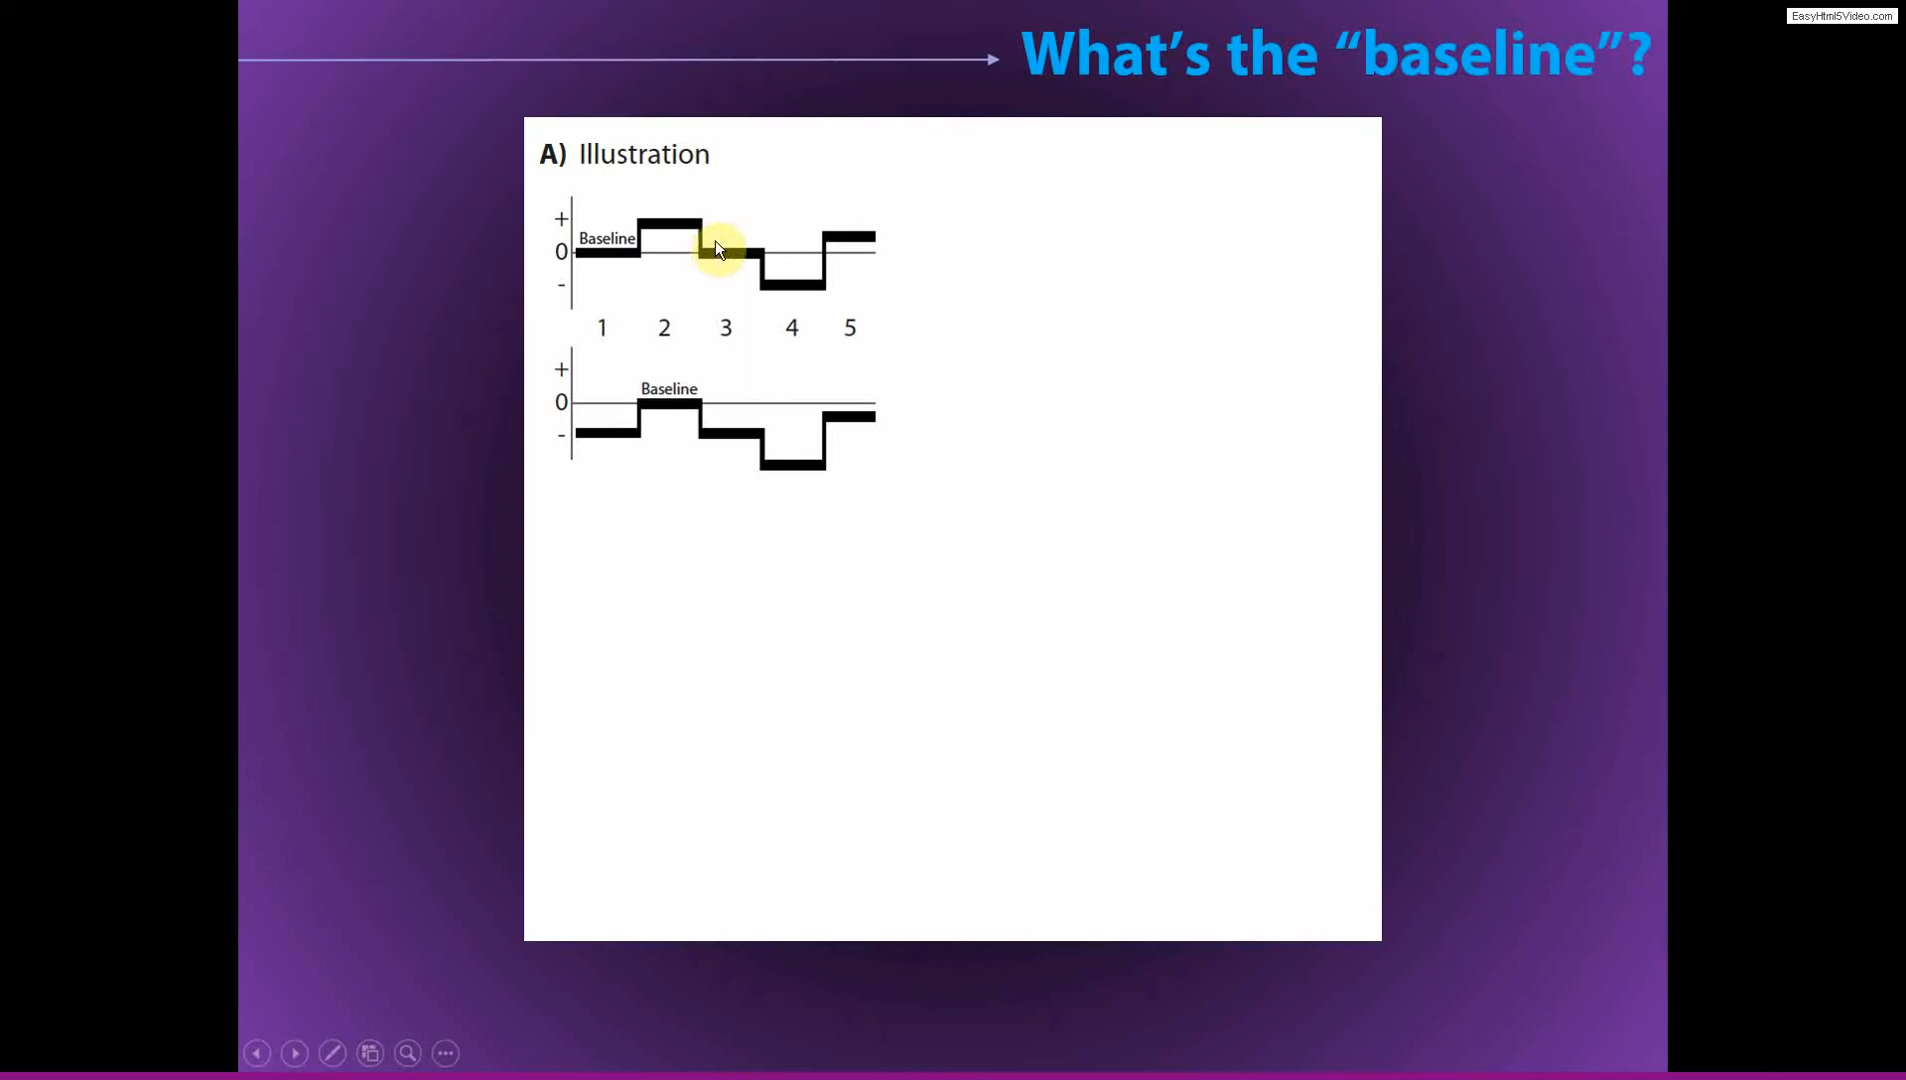 EasyHtml5Video.com
What's the “baseline”?
A) Illustration
+
Baseline
0
-
1 2 3 4 5
+
Baseline
0
-